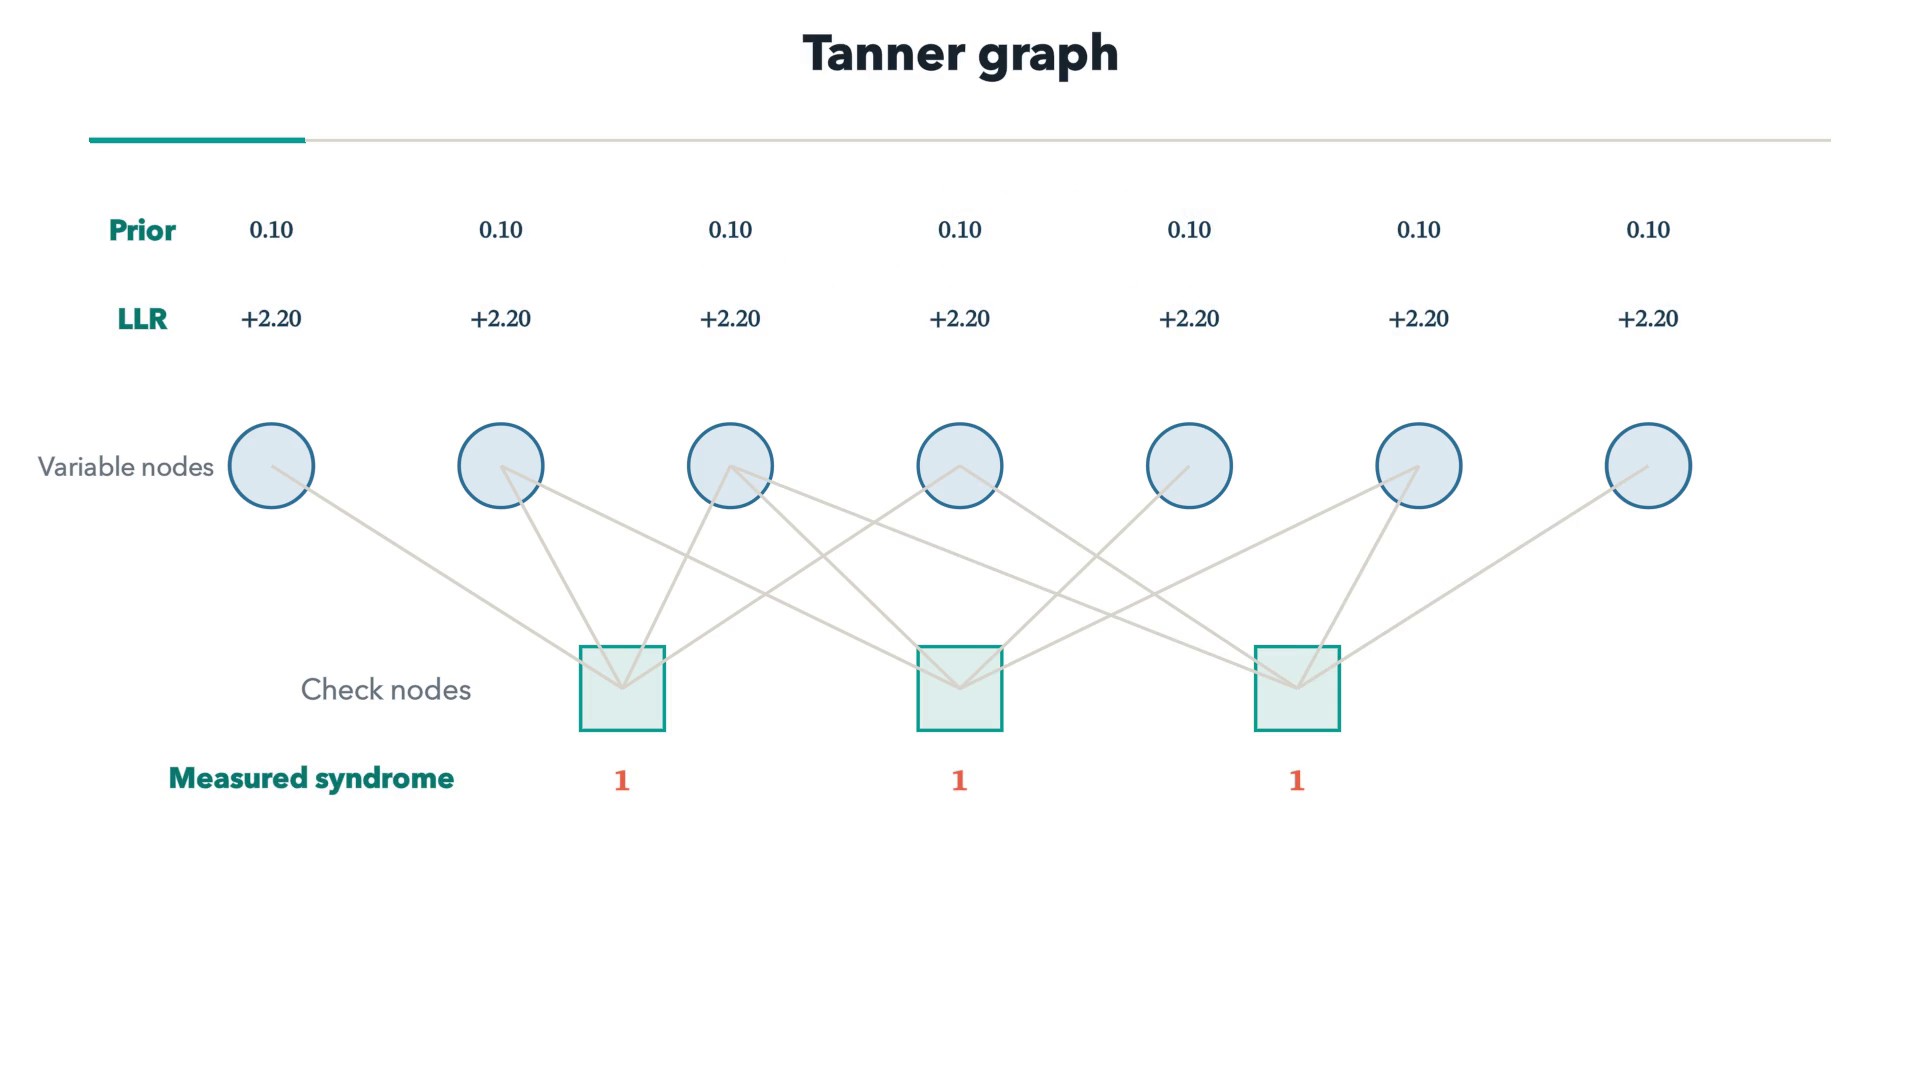 Tanner graph
Prior 0.10 0.10 0.10 0.10 0.10 0.10 0.10
LLR +2.20 +2.20 +2.20 +2.20 +2.20 +2.20 +2.20
Variable nodes
Check nodes
Measured syndrome 1 1 1